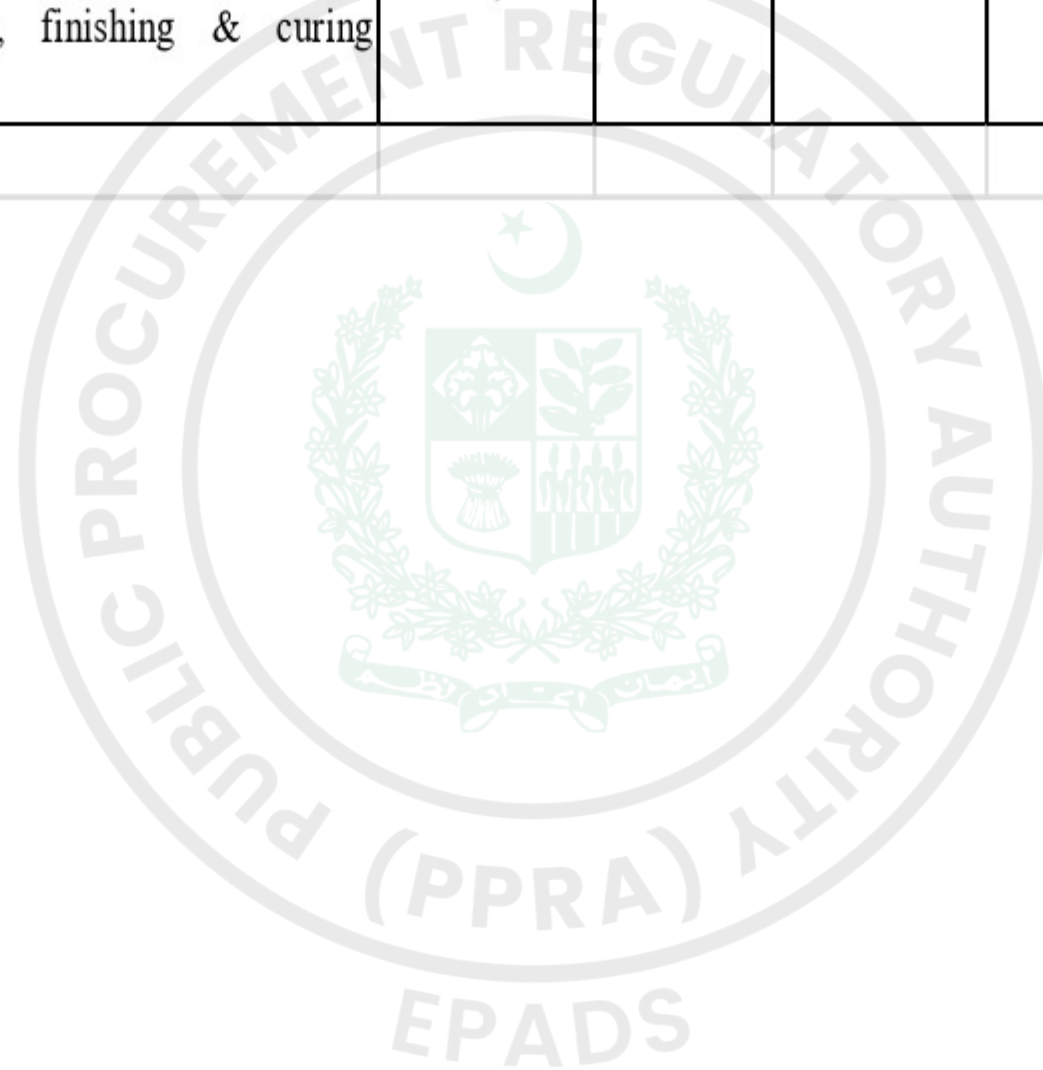 , finishing & curing
PUBLIC PROCUREMENT REGULATORY AUTHORITY
(PPRA)
EPADS